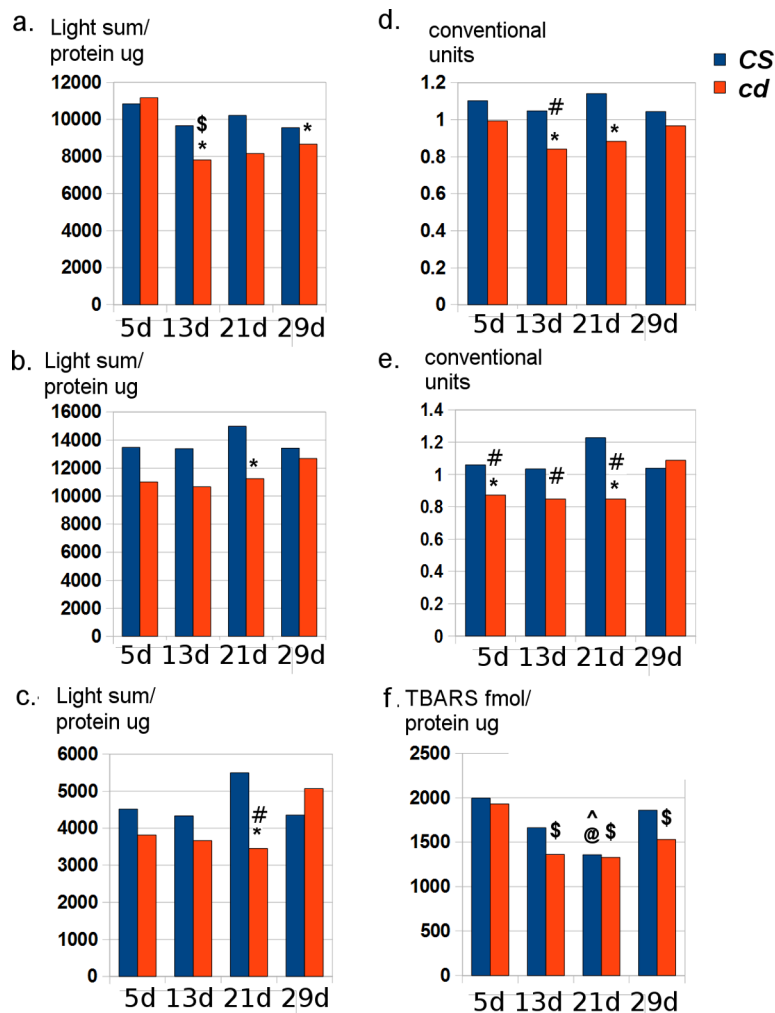 a. Light sum/
protein ug
12000
10000
8000
6000
4000
2000
0
$
*
*
5d 13d 21d 29d
d. conventional
units
1.2
1
0.8
0.6
0.4
0.2
0
#
*
*
5d 13d 21d 29d
CS
cd
b. Light sum/
protein ug
16000
14000
12000
10000
8000
6000
4000
2000
0
*
5d 13d 21d 29d
e. conventional
units
1.4
1.2
1
0.8
0.6
0.4
0.2
0
# # #
* *
5d 13d 21d 29d
c. Light sum/
protein ug
6000
5000
4000
3000
2000
1000
0
#
*
5d 13d 21d 29d
f. TBARS fmol/
protein ug
2500
2000
1500
1000
500
0
^
$ @ $ $
5d 13d 21d 29d